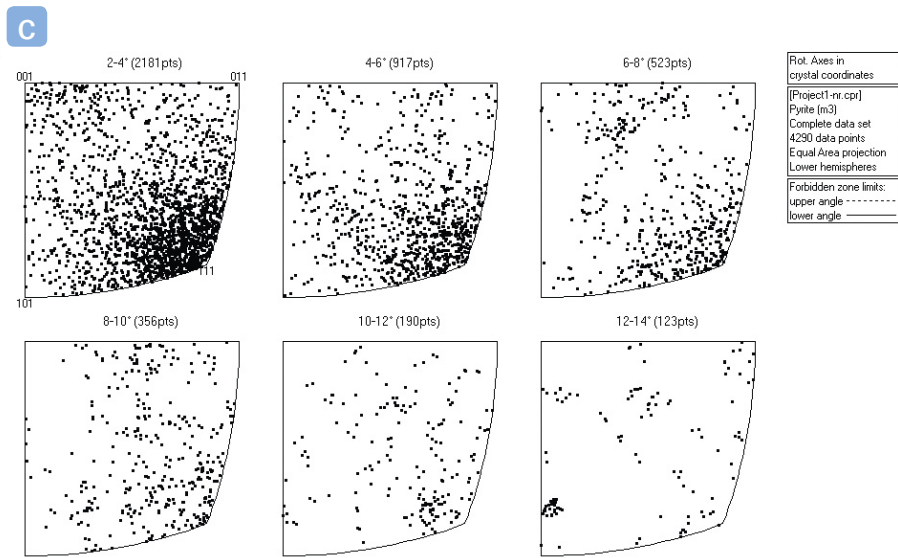 C
2-4° (2181pts)
4-6° (917pts)
6-8° (523pts)
001
011
111
101
8-10° (356pts)
10-12° (190pts)
12-14° (123pts)
Rot. Axes in
crystal coordinates
[Project1-nr.cpr]
Pyrite (m3)
Complete data set
4290 data points
Equal Area projection
Lower hemispheres
Forbidden zone limits:
upper angle
lower angle